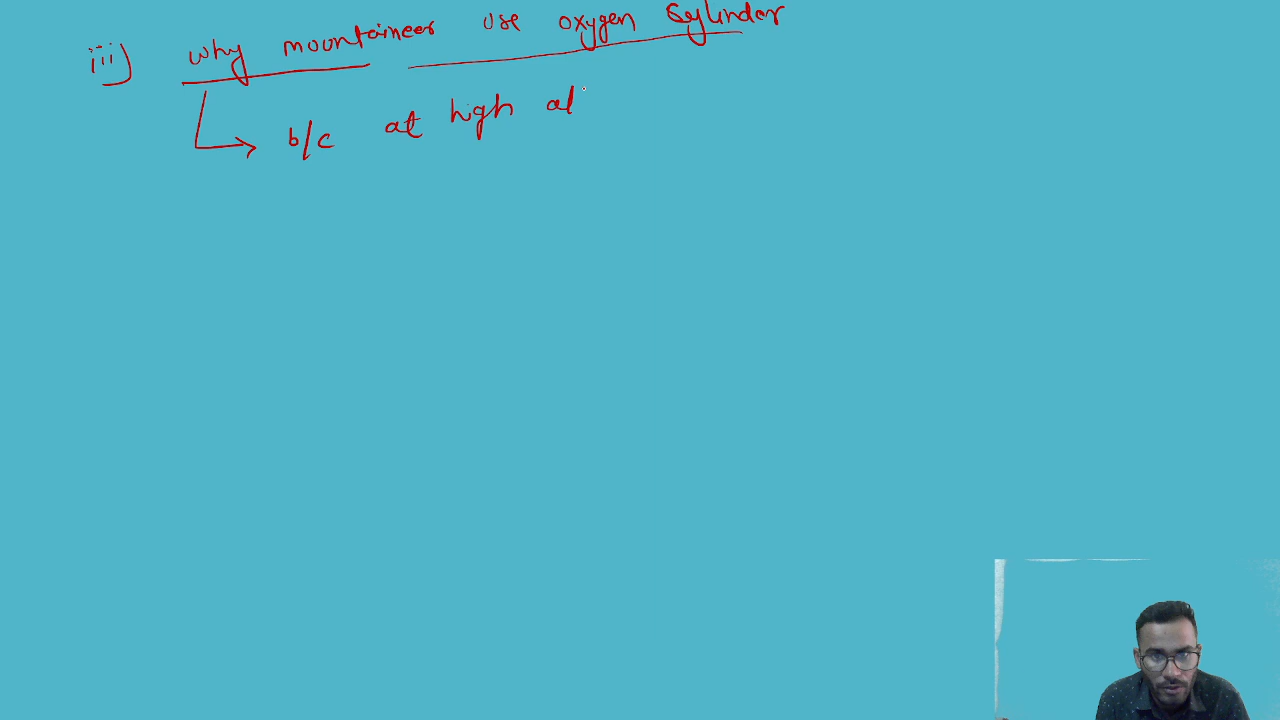 iii) why mountaineer use oxygen cylinder
b/c at high al